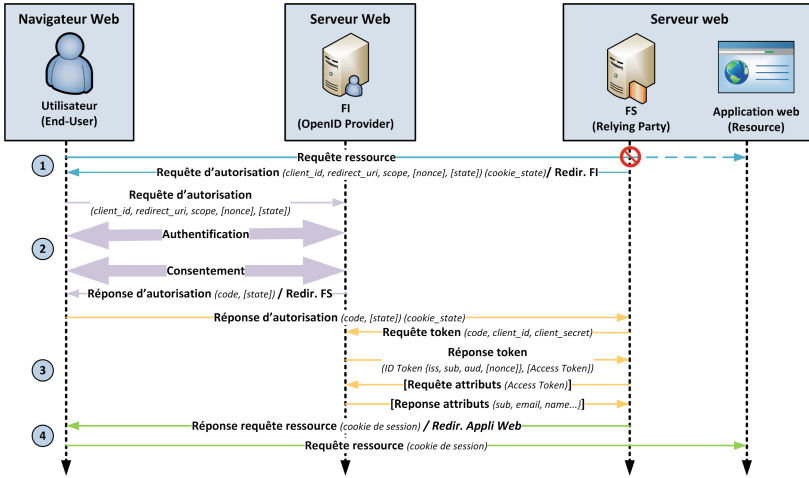 Navigateur Web
Serveur Web
Serveur web
Utilisateur
(End-User)
FI
(OpenID Provider)
FS
(Relying Party)
Application web
(Resource)
1
Requête ressource
Requête d'autorisation (client_id, redirect_uri, scope, [nonce], [state]) (cookie_state)/ Redir. FI
Requête d'autorisation
(client_id, redirect_uri, scope, [nonce], [state])
2
Authentification
Consentement
Réponse d'autorisation (code, [state]) / Redir. FS
Réponse d'autorisation (code, [state]) (cookie_state)
Requête token (code, client_id, client_secret)
3
Réponse token
(ID Token {iss, sub, aud, [nonce]}, [Access Token])
[Requête attributs (Access Token)]
[Reponse attributs {sub, email, name...}]
4
Réponse requête ressource (cookie de session) / Redir. Appli Web
Requête ressource (cookie de session)